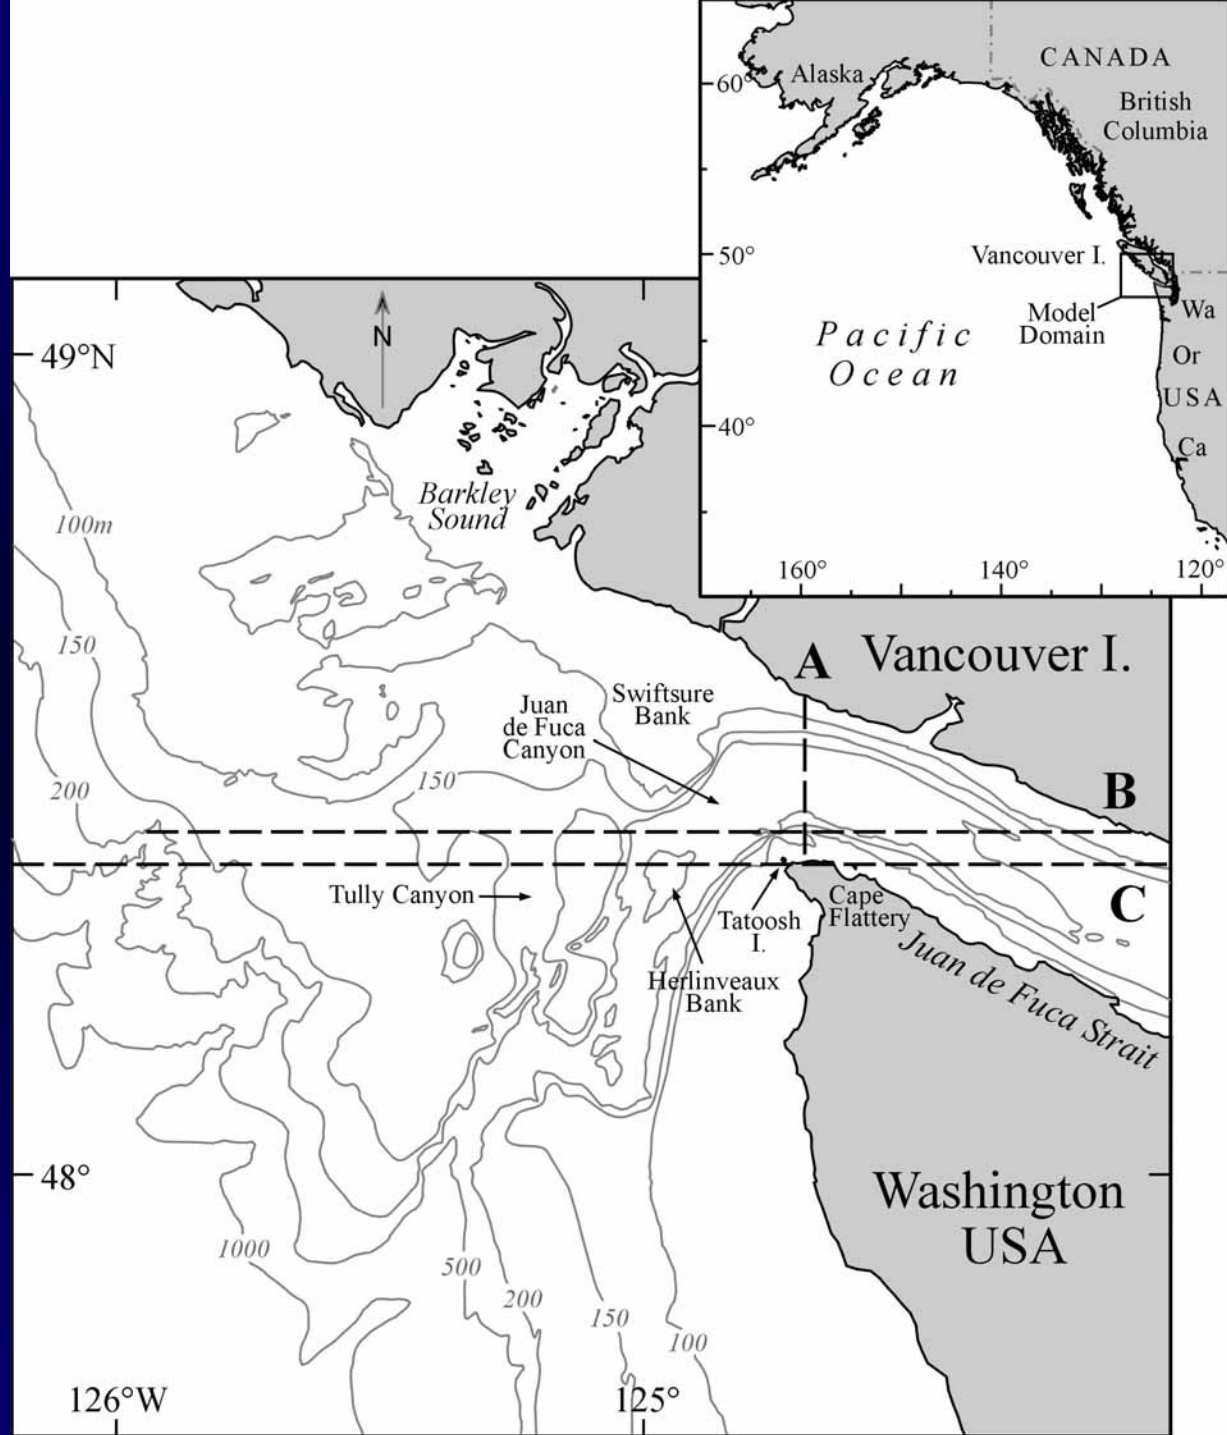 CANADA
Alaska
60°
British
Columbia
50°
Vancouver I.
Model
Domain
Wa
Pacific
Ocean
Or
USA
40°
Ca
160°
140°
120°
N
49°N
Barkley
Sound
100m
150
A
Vancouver I.
Swiftsure
Bank
Juan
de Fuca
Canyon
150
200
B
Tully Canyon
Cape
Flattery
C
Tatoosh
I.
Herlinveaux
Bank
Juan de Fuca Strait
48°
Washington
USA
1000
500
200
150
100
126°W
125°